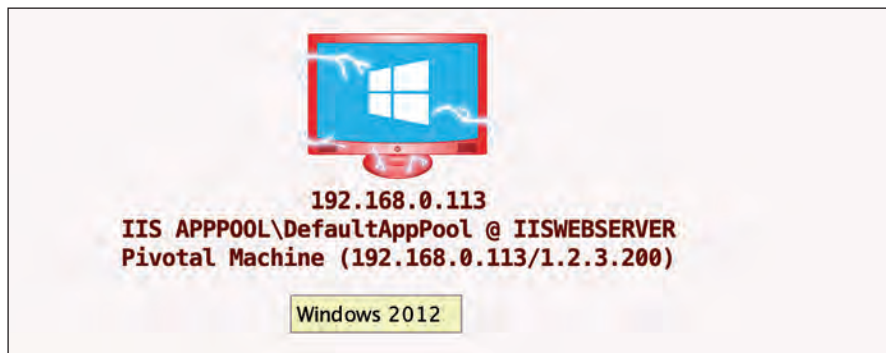 192.168.0.113
IIS APPPOOL\DefaultAppPool @ IISWEBSERVER
Pivotal Machine (192.168.0.113/1.2.3.200)
Windows 2012